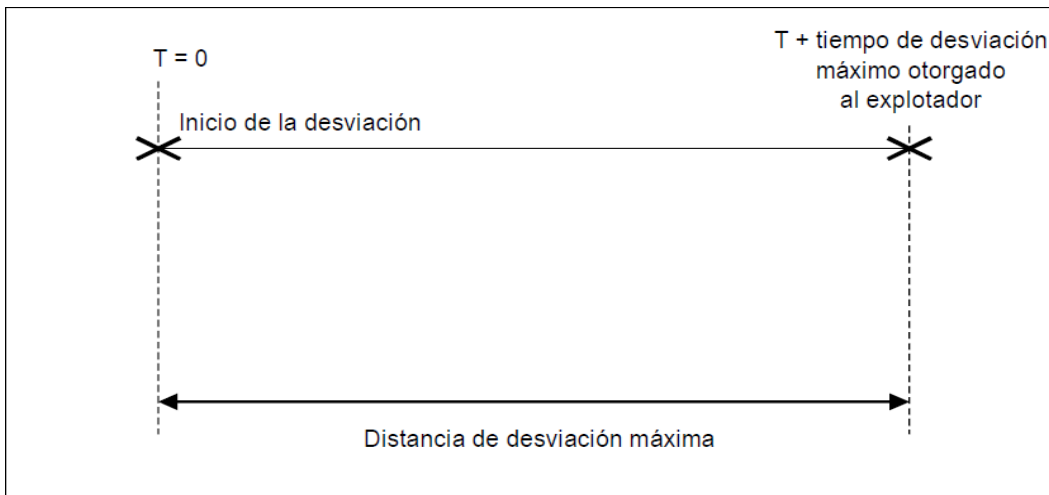 T = 0
T + tiempo de desviación
máximo otorgado
al explotador
Inicio de la desviación
Distancia de desviación máxima